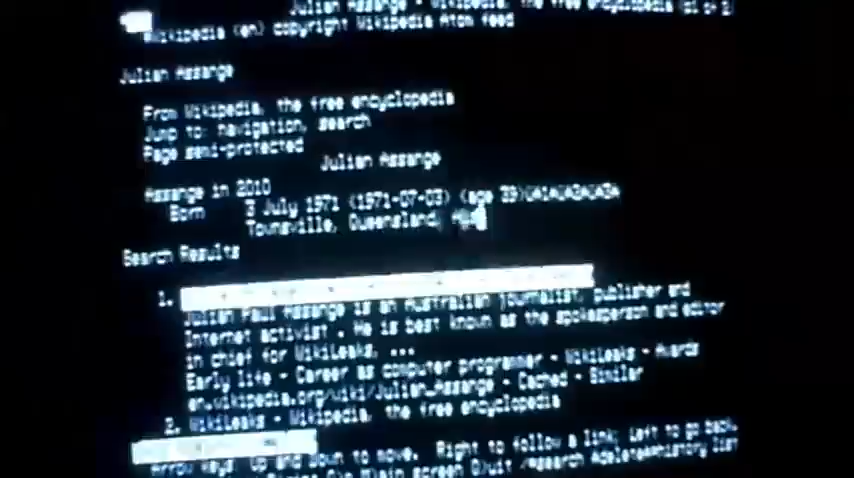 Julian Assange - Wikipedia, the free encyclopedia
Wikipedia (en) copyright Wikipedia Atom feed
Julian Assange
From Wikipedia, the free encyclopedia
Jump to: navigation, search
Page semi-protected
Julian Assange
Assange in 2010
Born 3 July 1971 (1971-07-03) (age 39)
Townsville, Queensland,
Search Results
1.
Julian Paul Assange is an Australian journalist, publisher and
Internet activist. He is best known as the spokesperson and editor
in chief for WikiLeaks, ...
Early life - Career as computer programmer - WikiLeaks - Awards
en.wikipedia.org/wiki/Julian_Assange - Cached - Similar
2. WikiLeaks - Wikipedia, the free encyclopedia
Arrow keys: Up and Down to move. Right to follow a link; Left to go back.